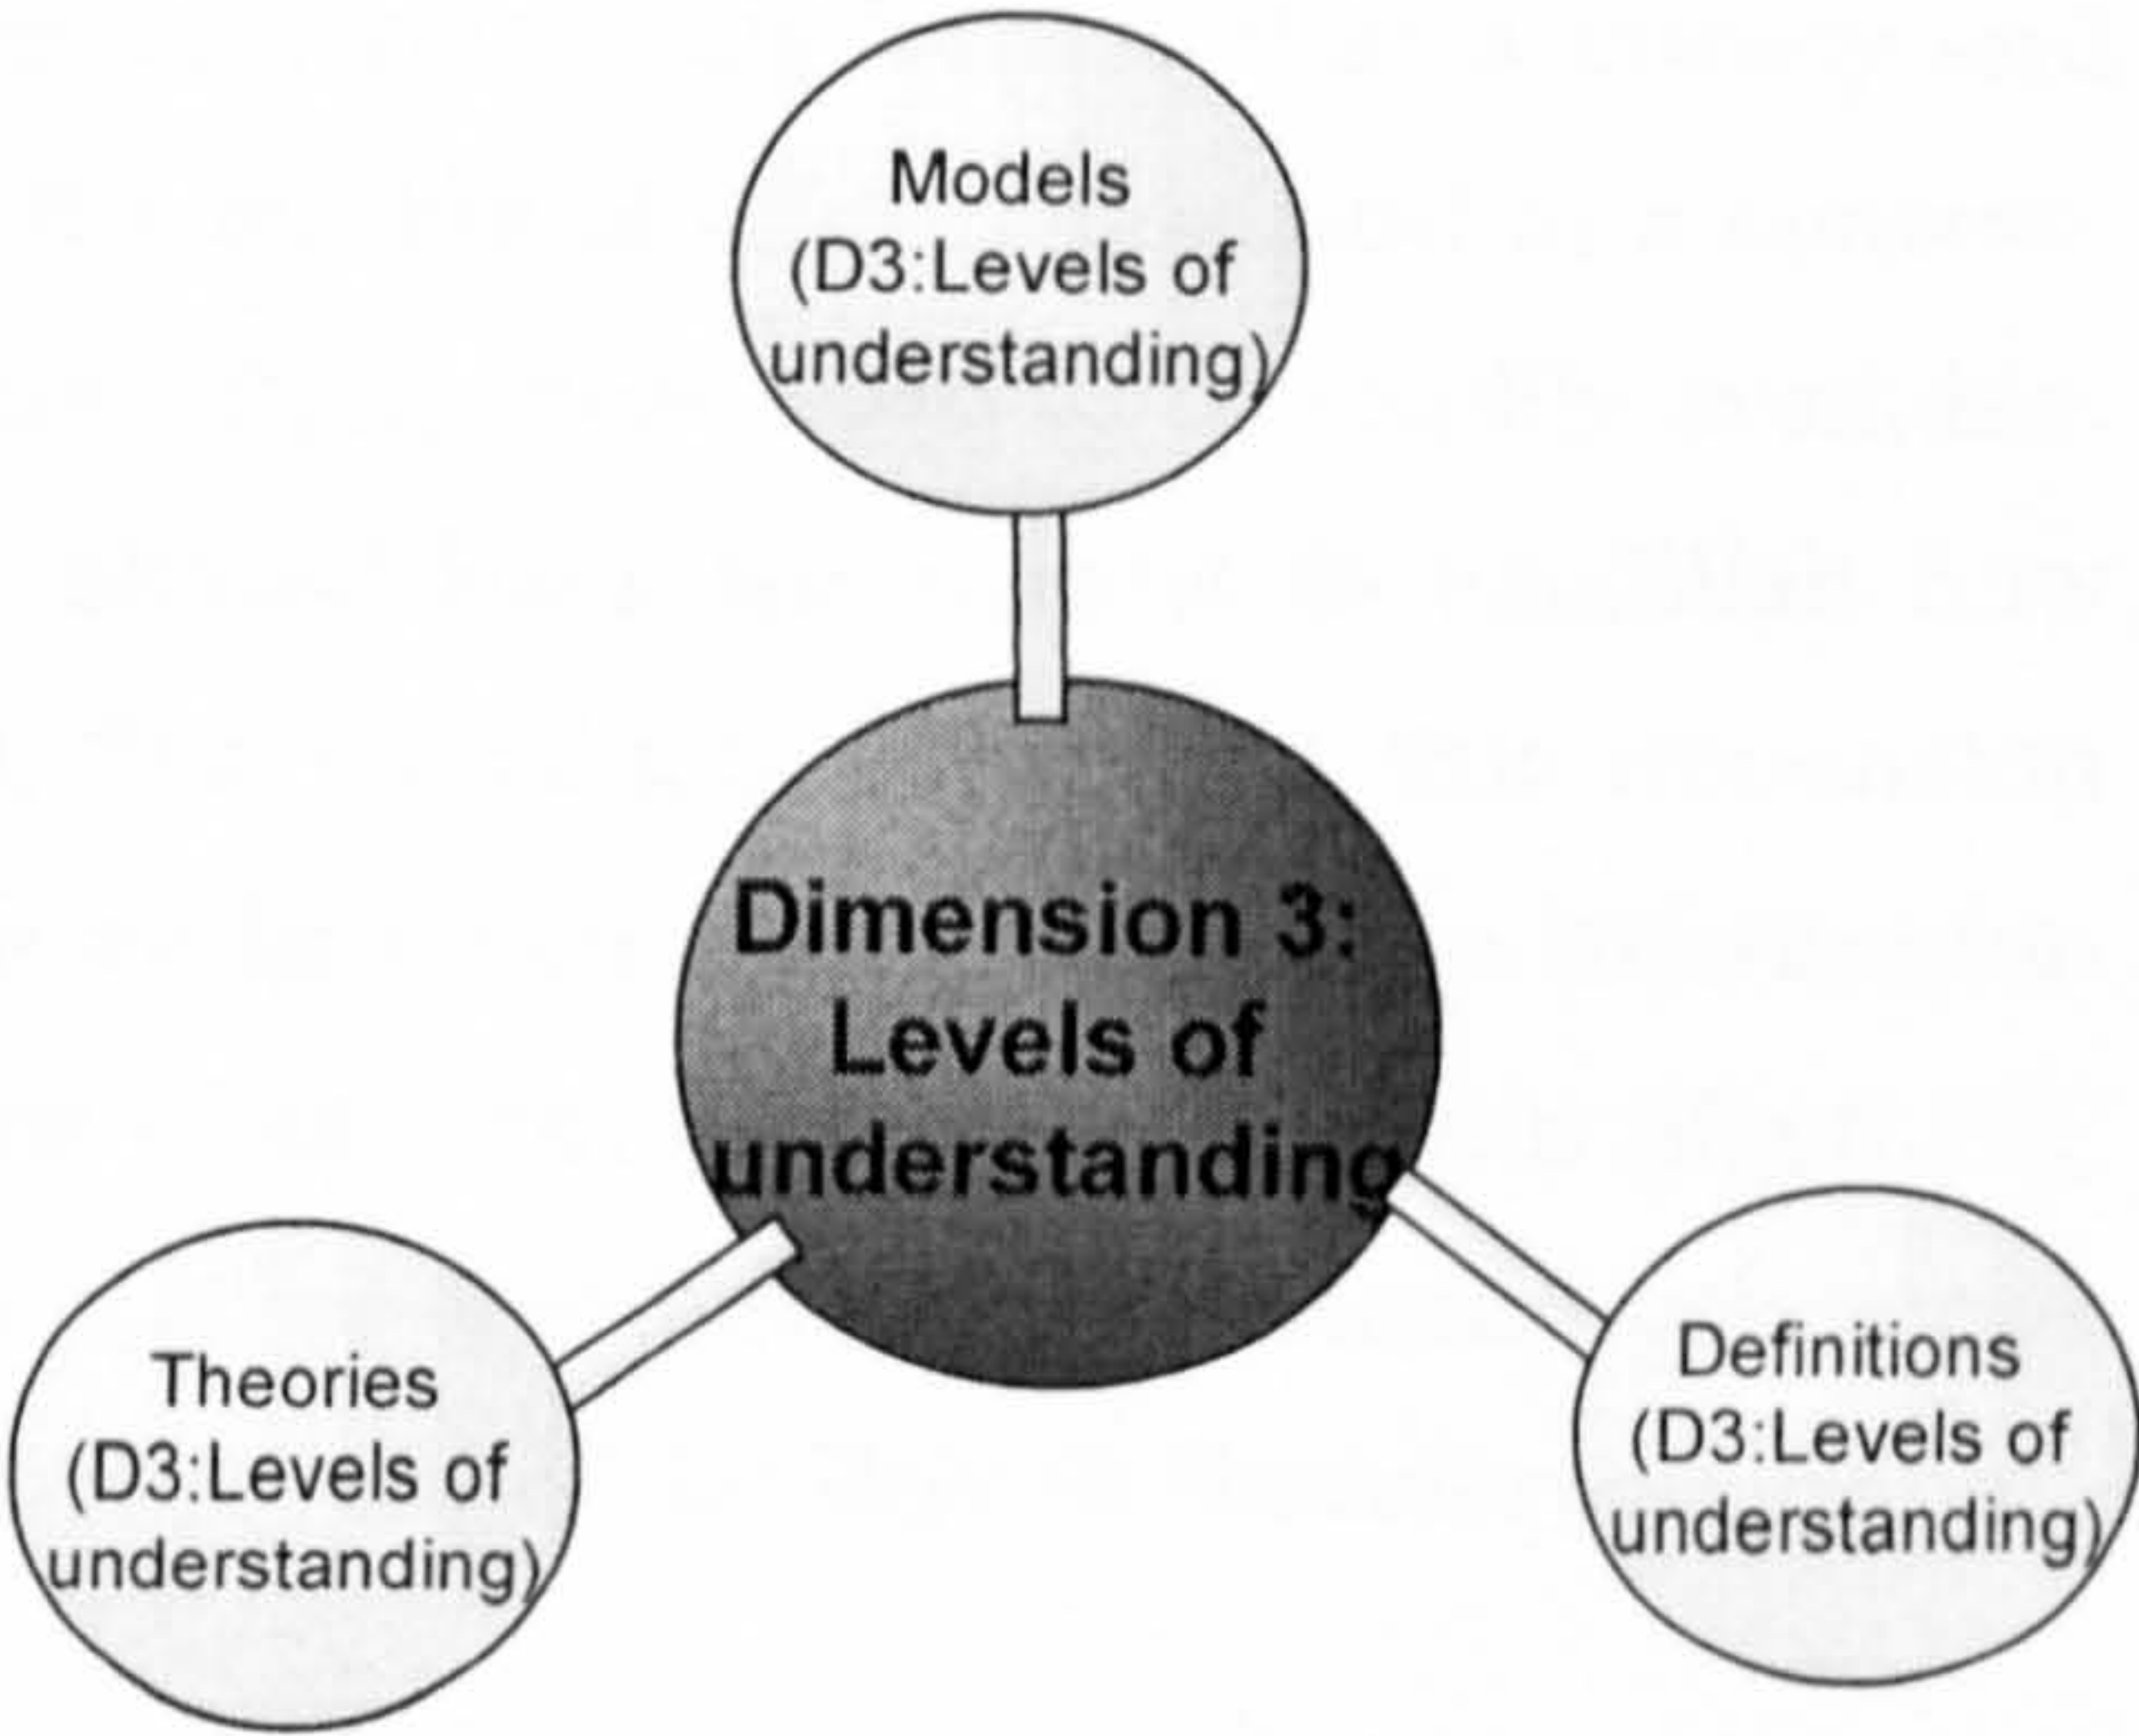 Models
(D3:Levels of
understanding)
Dimension 3:
Levels of
understanding
Theories
(D3:Levels of
understanding)
Definitions
(D3:Levels of
understanding)